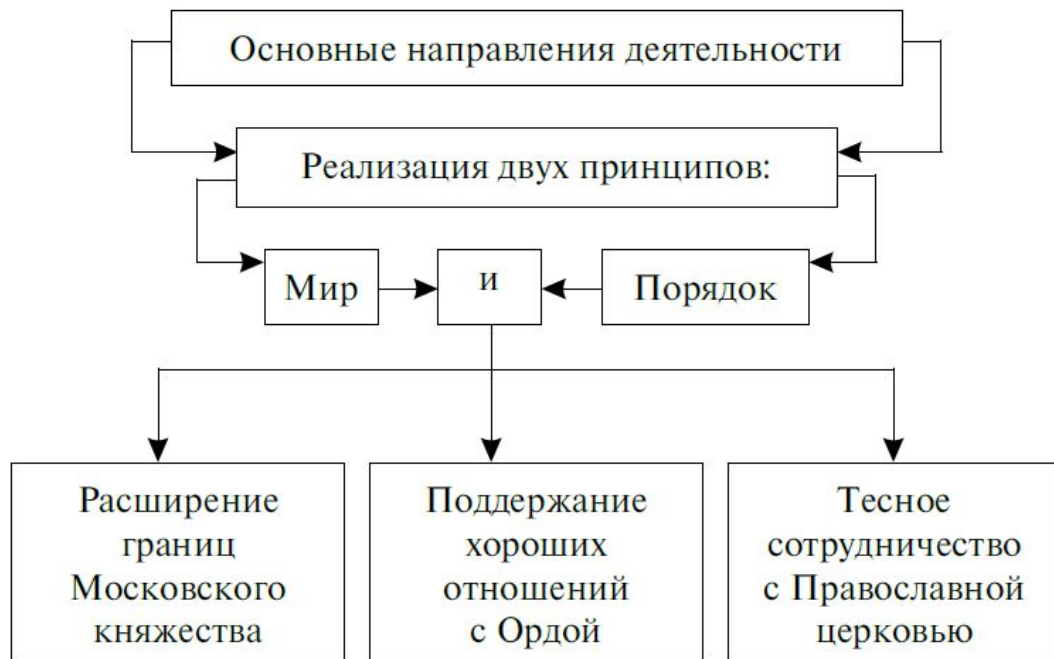 Основные направления деятельности
Реализация двух принципов:
Мир
и
Порядок
Расширение
границ
Московского
княжества
Поддержание
хороших
отношений
с Ордой
Тесное
сотрудничество
с Православной
церковью